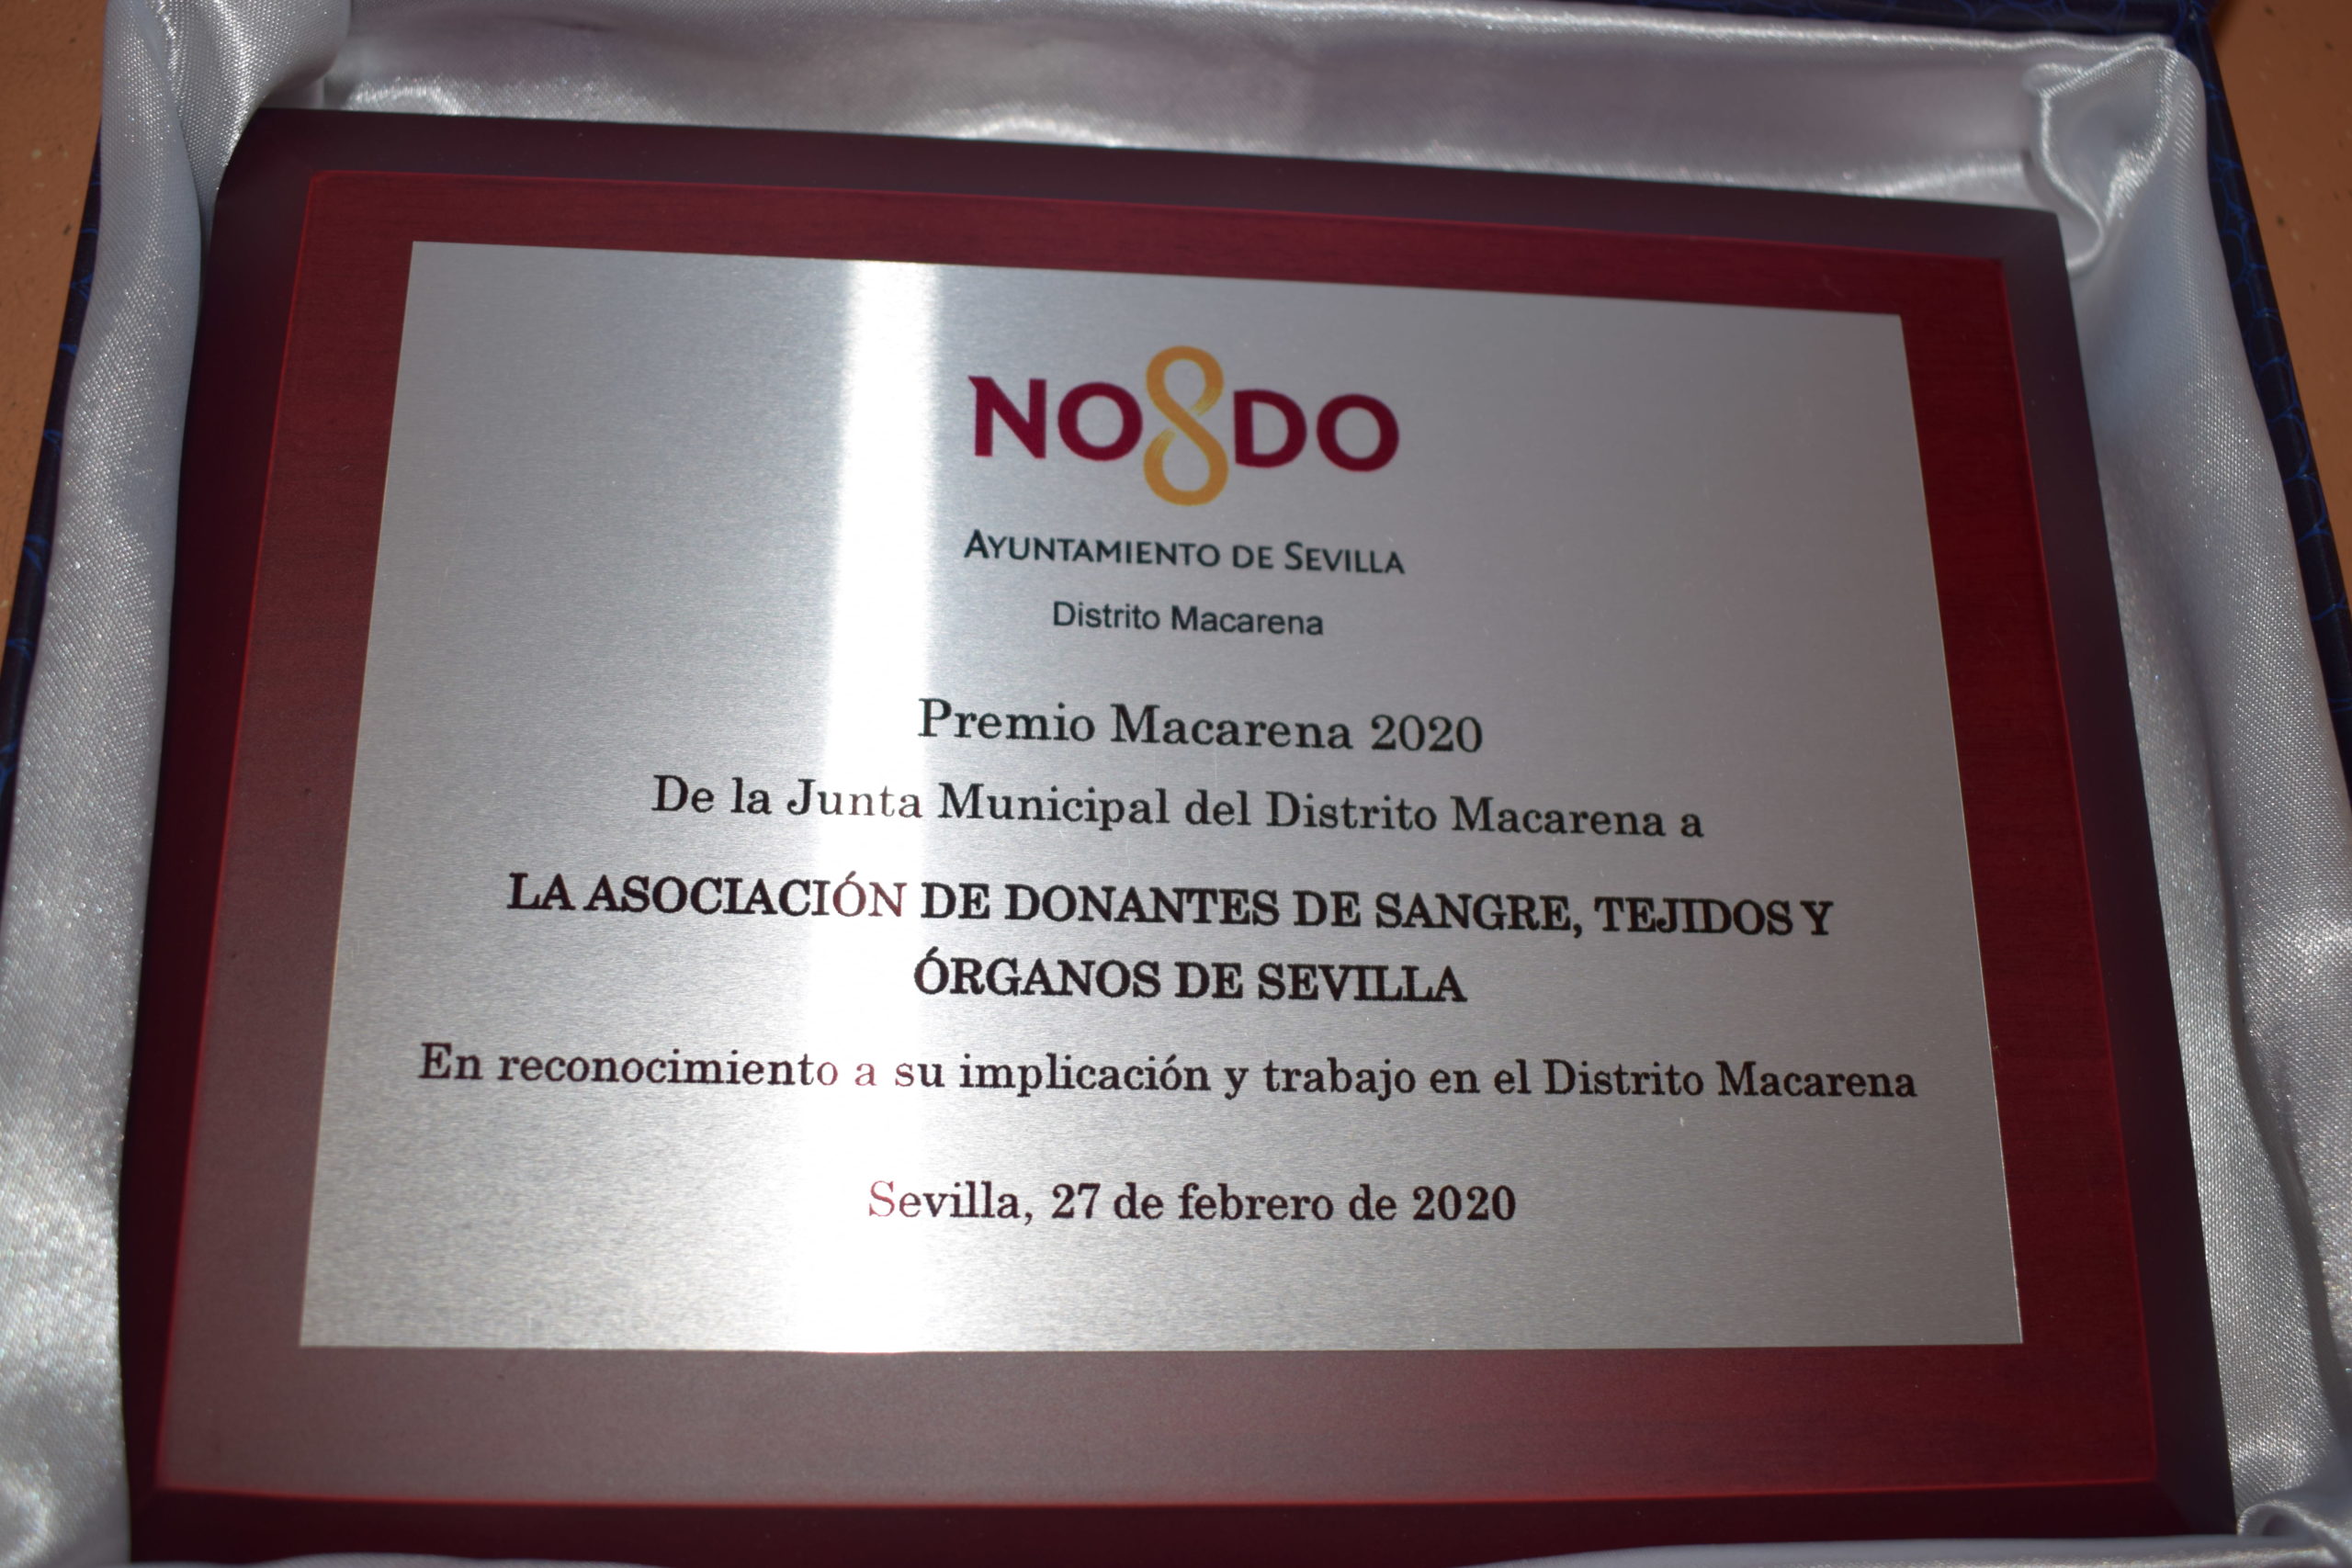 NO8DO
AYUNTAMIENTO DE SEVILLA
Distrito Macarena
Premio Macarena 2020
De la Junta Municipal del Distrito Macarena a
LA ASOCIACIÓN DE DONANTES DE SANGRE, TEJIDOS Y
ÓRGANOS DE SEVILLA
En reconocimiento a su implicación y trabajo en el Distrito Macarena
Sevilla, 27 de febrero de 2020